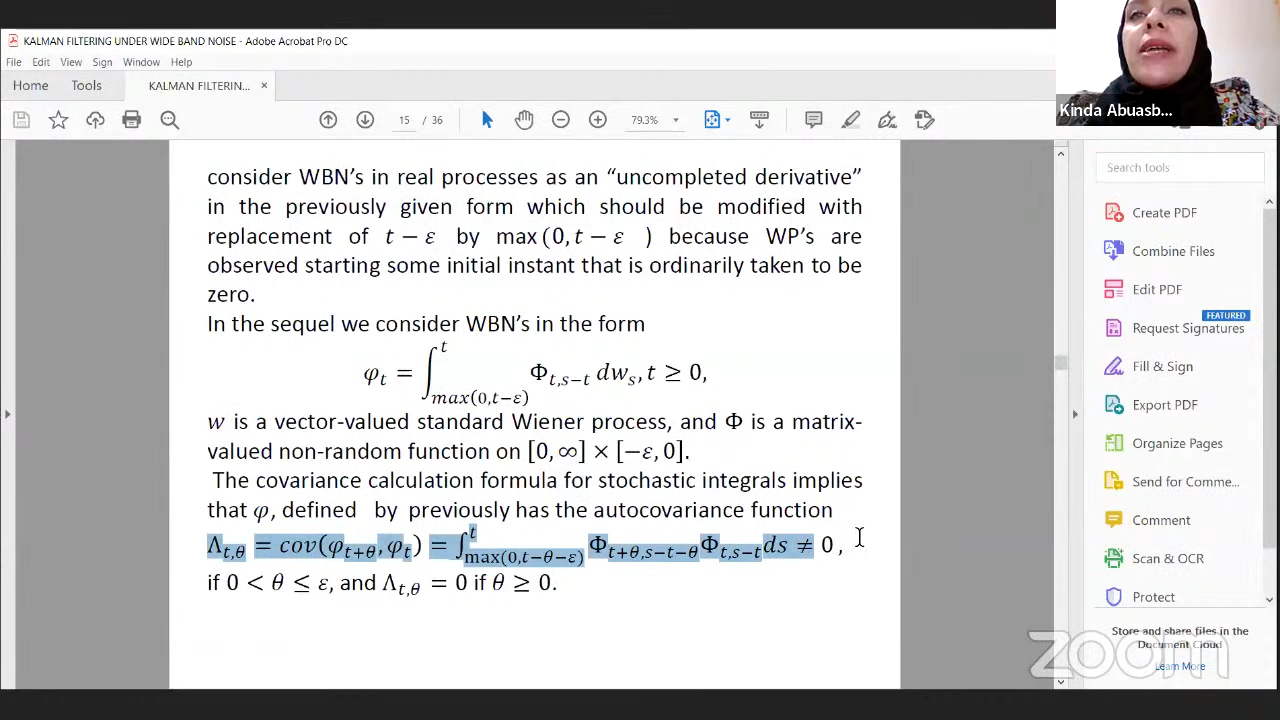 KALMAN FILTERING UNDER WIDE BAND NOISE - Adobe Acrobat Pro DC
File Edit View Sign Window Help
Home Tools KALMAN FILTERIN... ×
15 / 36 79.3%
Kinda Abuasb...
consider WBN’s in real processes as an “uncompleted derivative”
in the previously given form which should be modified with
replacement of t − ε by max(0, t − ε ) because WP’s are
observed starting some initial instant that is ordinarily taken to be
zero.
In the sequel we consider WBN’s in the form
φ_t = ∫_{max(0,t−ε)}^t Φ_{t,s−t} dw_s, t ≥ 0,
w is a vector-valued standard Wiener process, and Φ is a matrix-
valued non-random function on [0, ∞] × [−ε, 0].
The covariance calculation formula for stochastic integrals implies
that φ, defined by previously has the autocovariance function
Λ_{t,θ} = cov(φ_{t+θ}, φ_t) = ∫_{max(0,t−θ−ε)}^t Φ_{t+θ,s−t−θ}Φ_{t,s−t}ds ≠ 0 ,
if 0 < θ ≤ ε, and Λ_{t,θ} = 0 if θ ≥ 0.
Search tools
Create PDF
Combine Files
Edit PDF
FEATURED
Request Signatures
Fill & Sign
Export PDF
Organize Pages
Send for Comme...
Comment
Scan & OCR
Protect
Store and share files in the
Document Cloud
Learn More
zoom